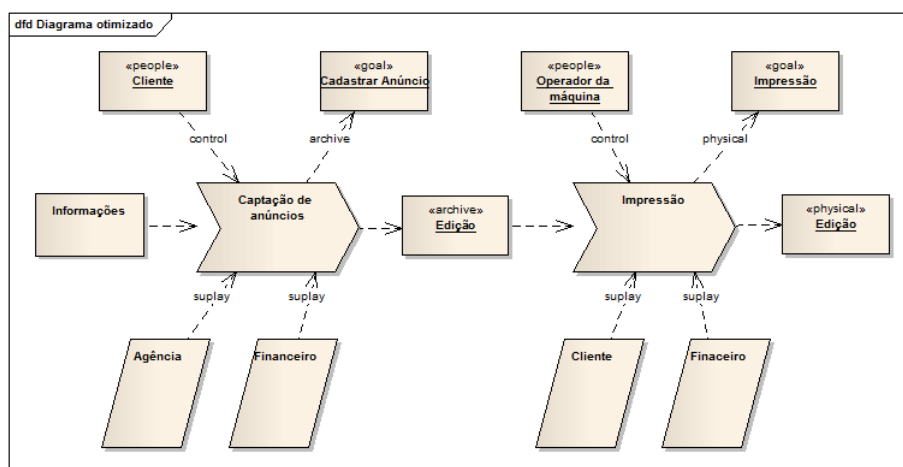 dfd Diagrama otimizado
«people»
Cliente
«goal»
Cadastrar Anúncio
«people»
Operador da
máquina
«goal»
Impressão
control
archive
control
physical
Informações
Captação de
anúncios
«archive»
Edição
Impressão
«physical»
Edição
suplay
suplay
suplay
suplay
Agência
Financeiro
Cliente
Finaceiro